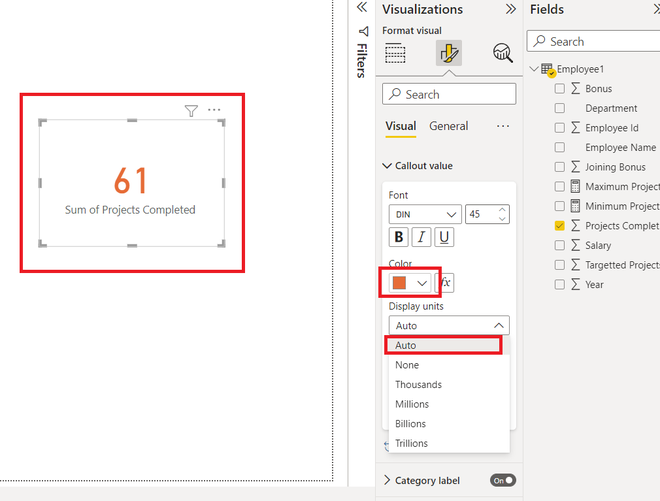 61
Sum of Projects Completed
Filters
Visualizations
Format visual
Search
Visual
General
Callout value
Font
DIN
45
B
I
U
Color
fx
Display units
Auto
Auto
None
Thousands
Millions
Billions
Trillions
Category label
On
Fields
Search
Employee1
Bonus
Department
Employee Id
Employee Name
Joining Bonus
Maximum Project
Minimum Project
Projects Complet
Salary
Targetted Projects
Year